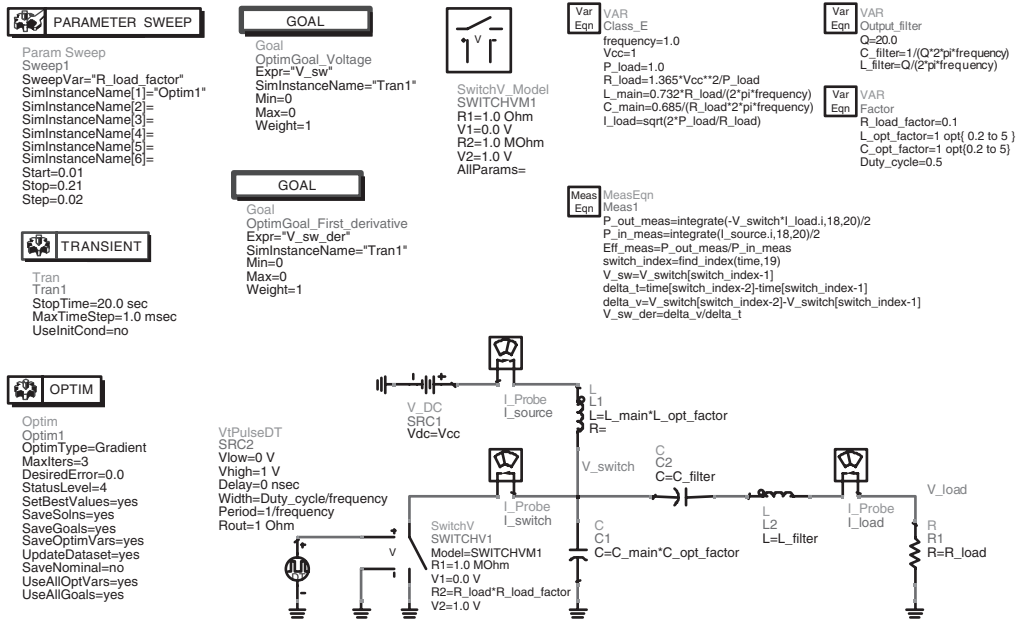 PARAMETER SWEEP
Param Sweep
Sweep1
SweepVar="R_load_factor"
SimInstanceName[1]="Optim1"
SimInstanceName[2]=
SimInstanceName[3]=
SimInstanceName[4]=
SimInstanceName[5]=
SimInstanceName[6]=
Start=0.01
Stop=0.21
Step=0.02
TRANSIENT
Tran
Tran1
StopTime=20.0 sec
MaxTimeStep=1.0 msec
UseInitCond=no
OPTIM
Optim
Optim1
OptimType=Gradient
MaxIters=3
DesiredError=0.0
StatusLevel=4
SetBestValues=yes
SaveSolns=yes
SaveGoals=yes
SaveOptimVars=yes
UpdateDataset=yes
SaveNominal=no
UseAllOptVars=yes
UseAllGoals=yes
GOAL
Goal
OptimGoal_Voltage
Expr="V_sw"
SimInstanceName="Tran1"
Min=0
Max=0
Weight=1
GOAL
Goal
OptimGoal_First_derivative
Expr="V_sw_der"
SimInstanceName="Tran1"
Min=0
Max=0
Weight=1
V
SwitchV_Model
SWITCHVM1
R1=1.0 Ohm
V1=0.0 V
R2=1.0 MOhm
V2=1.0 V
AllParams=
Var
Eqn
VAR
Class_E
frequency=1.0
Vcc=1
P_load=1.0
R_load=1.365*Vcc**2/P_load
L_main=0.732*R_load/(2*pi*frequency)
C_main=0.685/(R_load*2*pi*frequency)
I_load=sqrt(2*P_load/R_load)
Var
Eqn
VAR
Output_filter
Q=20.0
C_filter=1/(Q*2*pi*frequency)
L_filter=Q/(2*pi*frequency)
Var
Eqn
VAR
Factor
R_load_factor=0.1
L_opt_factor=1 opt{ 0.2 to 5 }
C_opt_factor=1 opt{0.2 to 5}
Duty_cycle=0.5
Meas
Eqn
MeasEqn
Meas1
P_out_meas=integrate(-V_switch*I_load.i,18,20)/2
P_in_meas=integrate(I_source.i,18,20)/2
Eff_meas=P_out_meas/P_in_meas
switch_index=find_index(time,19)
V_sw=V_switch[switch_index-1]
delta_t=time[switch_index-2]-time[switch_index-1]
delta_v=V_switch[switch_index-2]-V_switch[switch_index-1]
V_sw_der=delta_v/delta_t
V_DC
SRC1
Vdc=Vcc
I_Probe
I_source
L
L1
L=L_main*L_opt_factor
R=
VtPulseDT
SRC2
Vlow=0 V
Vhigh=1 V
Delay=0 nsec
Width=Duty_cycle/frequency
Period=1/frequency
Rout=1 Ohm
V
SwitchV
SWITCHV1
Model=SWITCHVM1
R1=1.0 MOhm
V1=0.0 V
R2=R_load*R_load_factor
V2=1.0 V
I_Probe
I_switch
V_switch
C
C1
C=C_main*C_opt_factor
C
C2
C=C_filter
L
L2
L=L_filter
I_Probe
I_load
V_load
R
R1
R=R_load